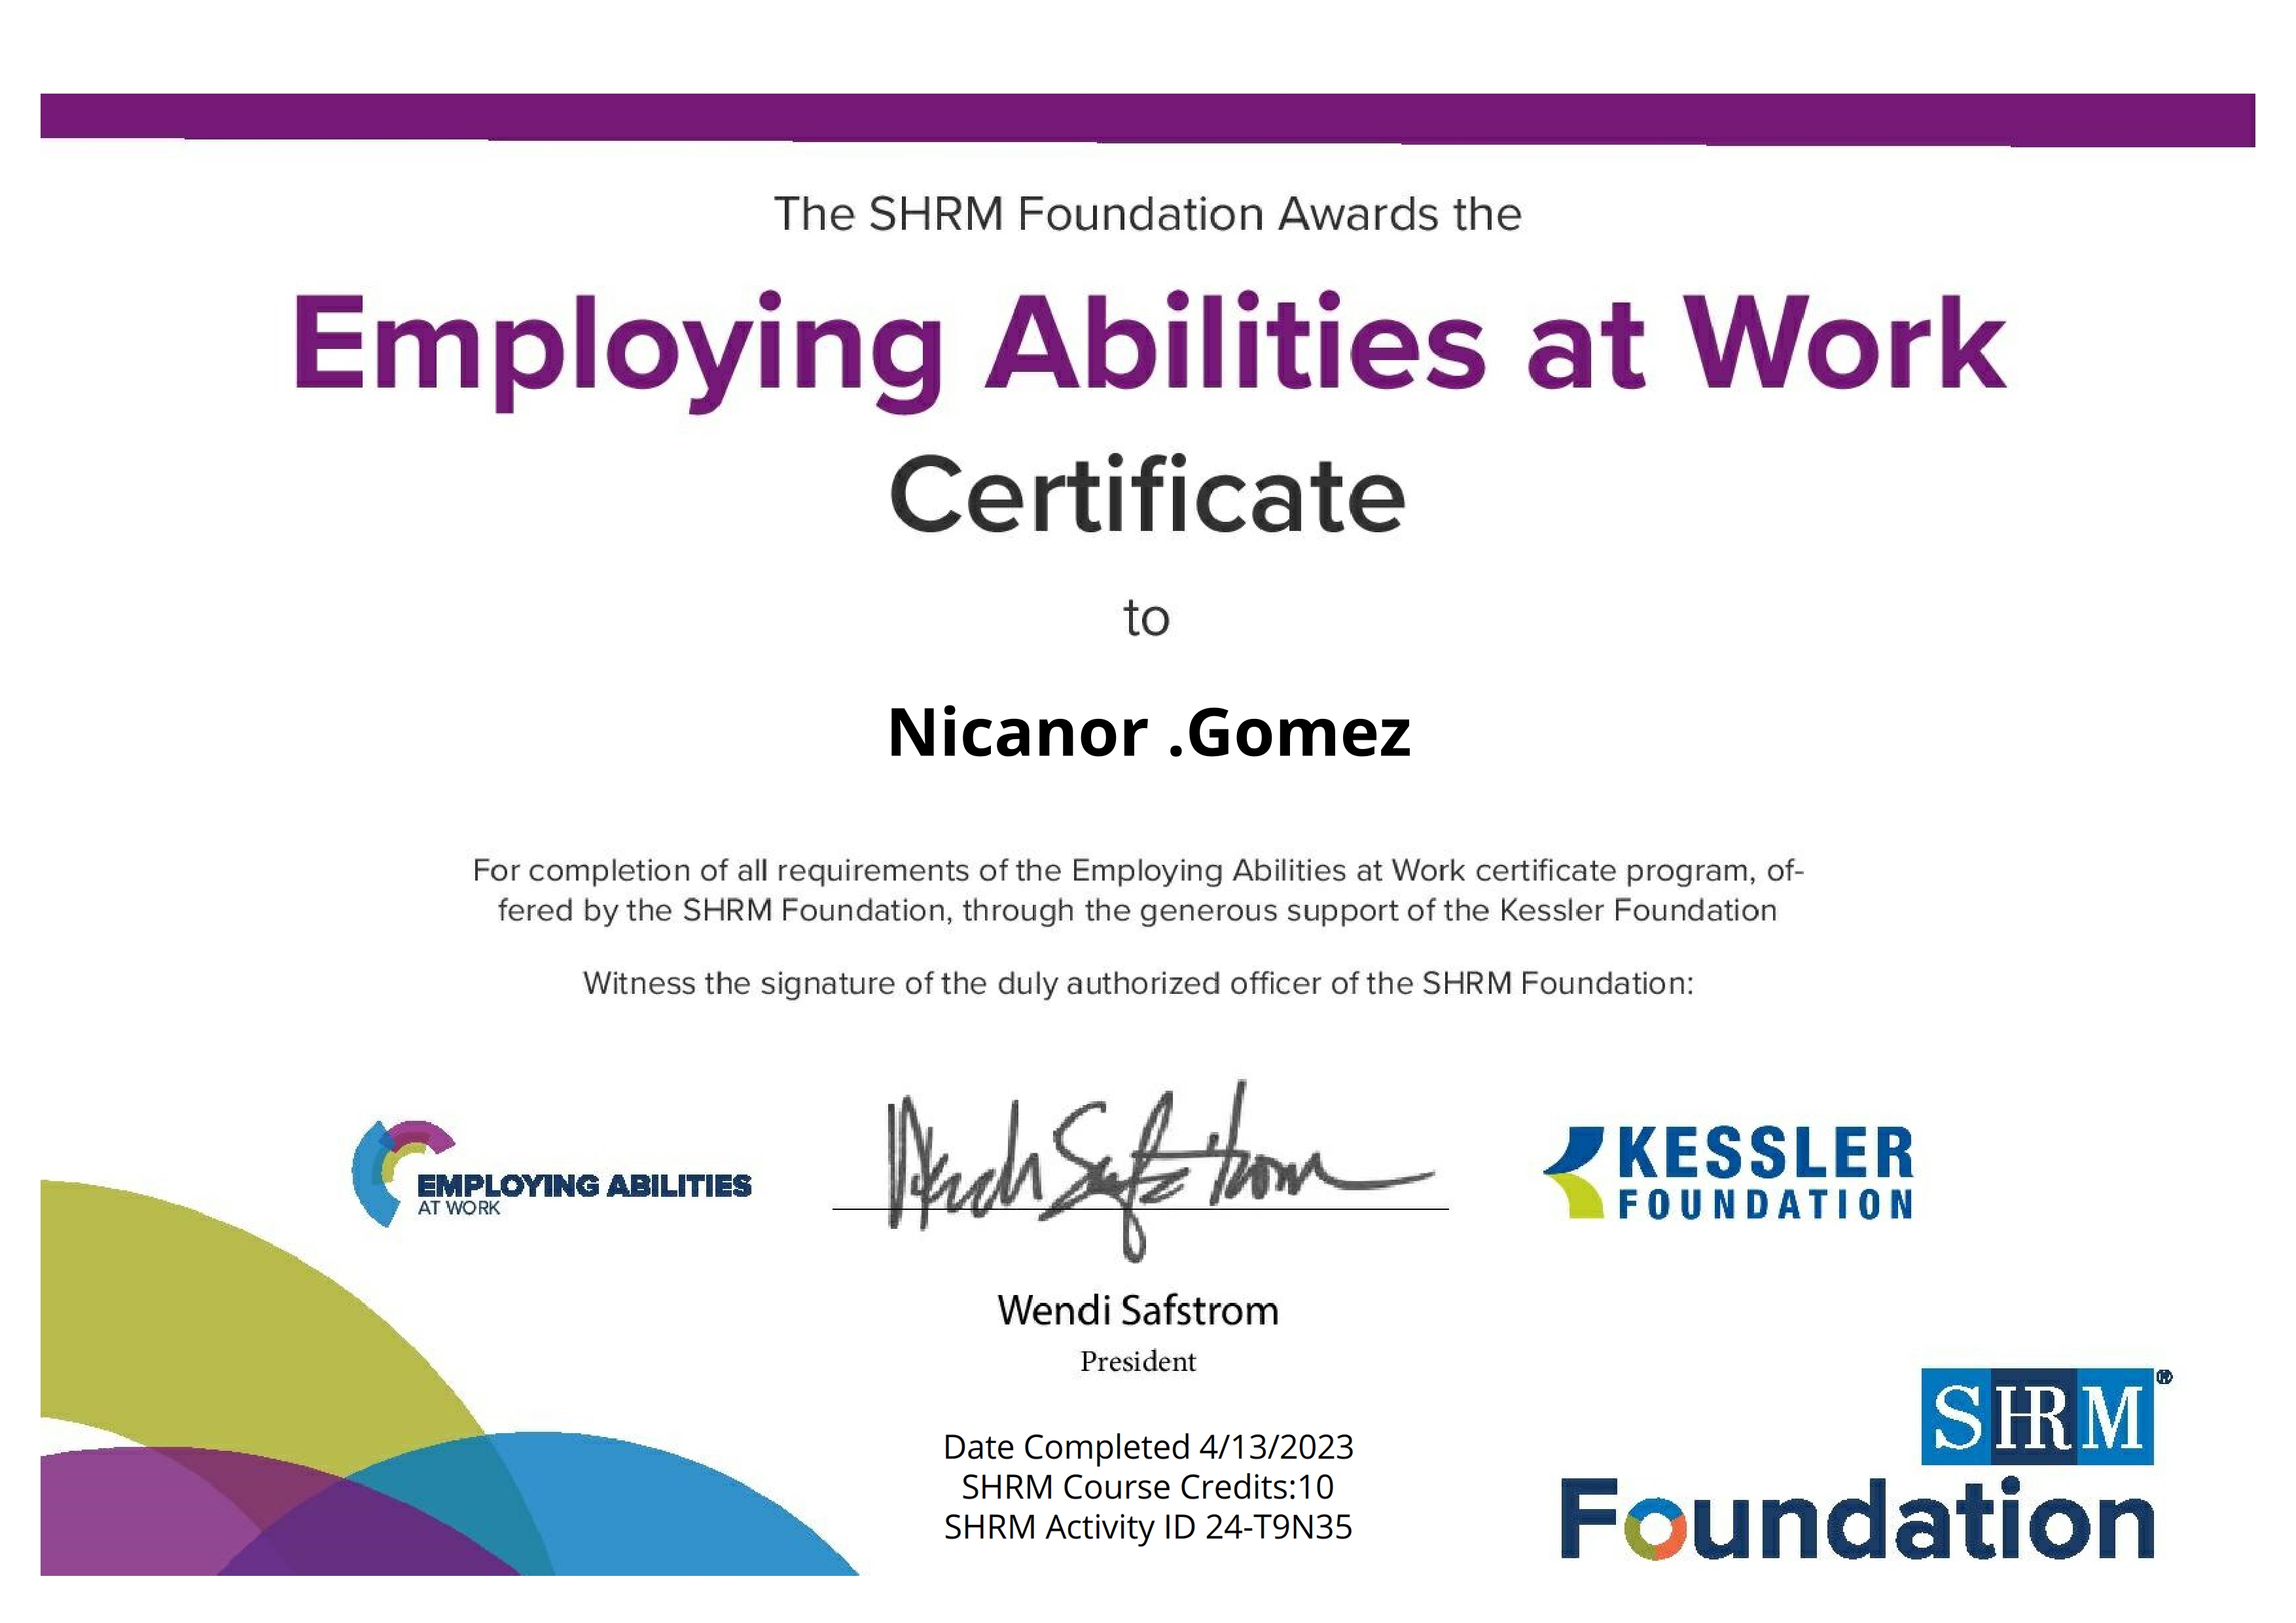 The SHRM Foundation Awards the
Employing Abilities at Work
Certificate
to
Nicanor .Gomez
For completion of all requirements of the Employing Abilities at Work certificate program, of-
fered by the SHRM Foundation, through the generous support of the Kessler Foundation
Witness the signature of the duly authorized officer of the SHRM Foundation:
EMPLOYING ABILITIES
AT WORK
Wendi Safstrom
KESSLER
FOUNDATION
Wendi Safstrom
President
Date Completed 4/13/2023
SHRM Course Credits:10
SHRM Activity ID 24-T9N35
SHRM®
Foundation